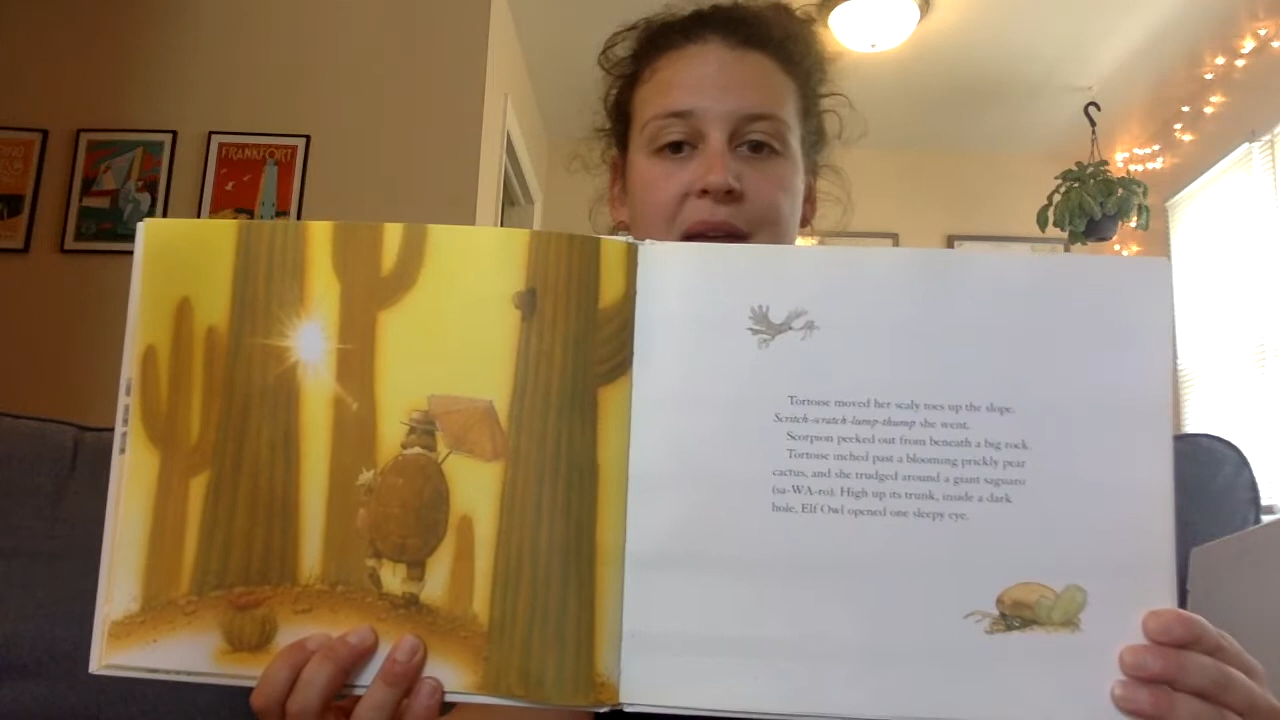 FRANKFORT
Tortoise moved her scaly toes up the slope.
Scritch-scratch-lump-thump she went.
Scorpion peeked out from beneath a big rock.
Tortoise inched past a blooming prickly pear
cactus, and she trudged around a giant saguaro
(sa-WA-ro). High up its trunk, inside a dark
hole, Elf Owl opened one sleepy eye.